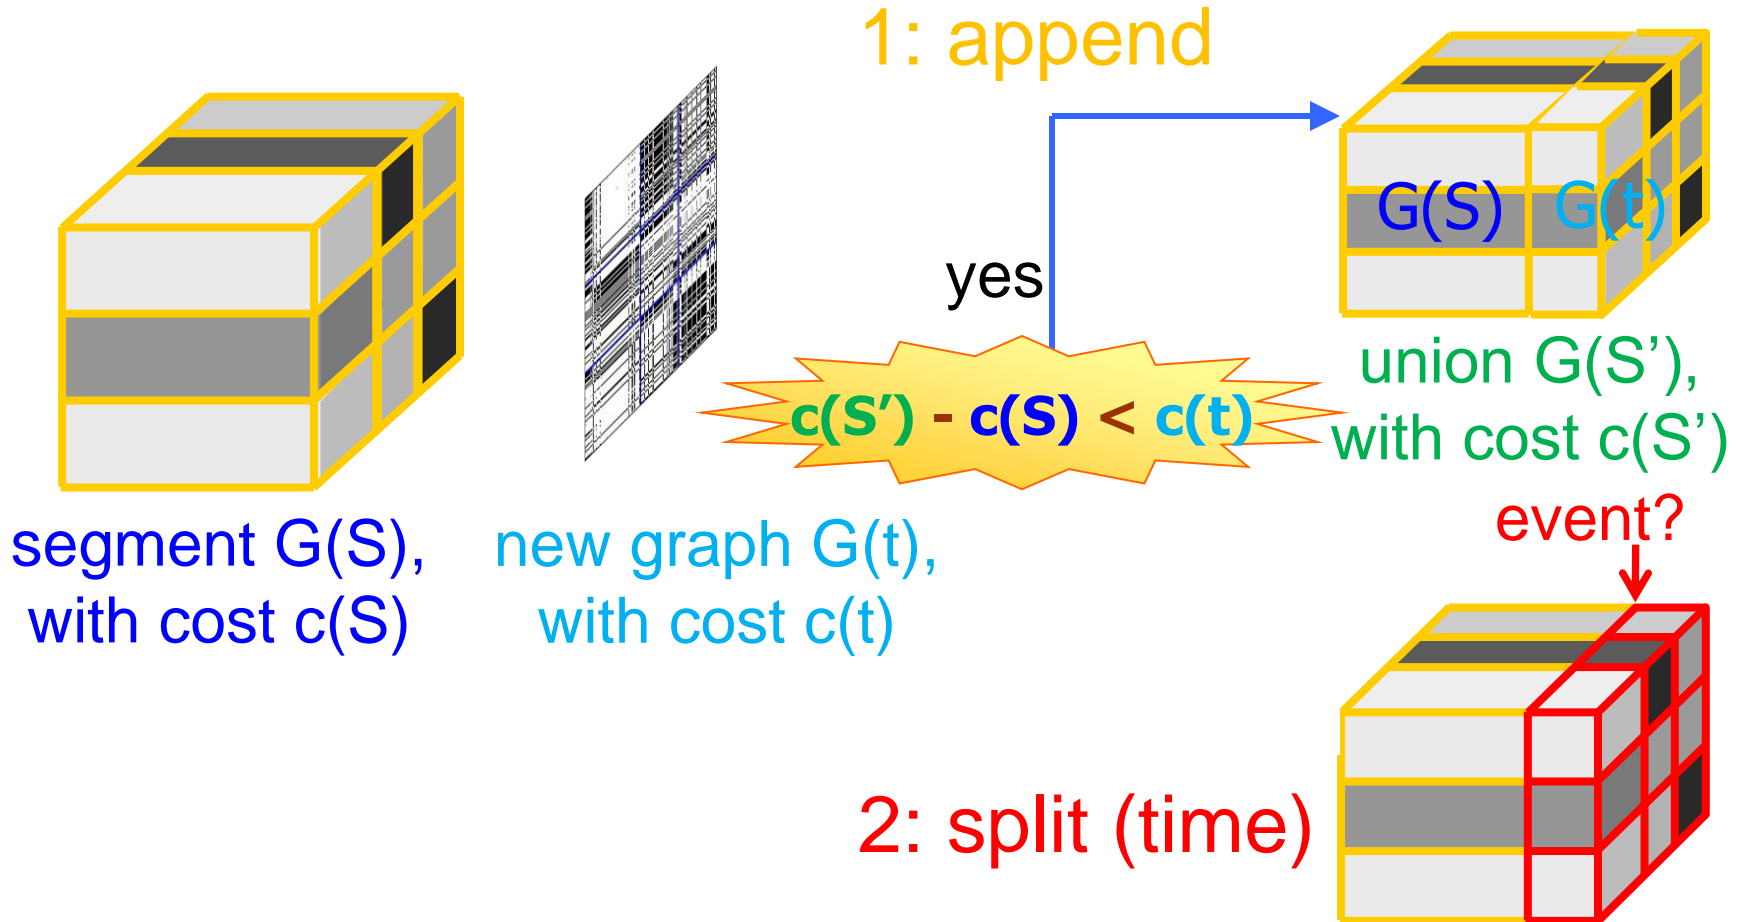 1: append
G(S) G(t)
yes
c(S’) - c(S) < c(t)
union G(S’),
with cost c(S’)
segment G(S),
with cost c(S)
new graph G(t),
with cost c(t)
event?
2: split (time)